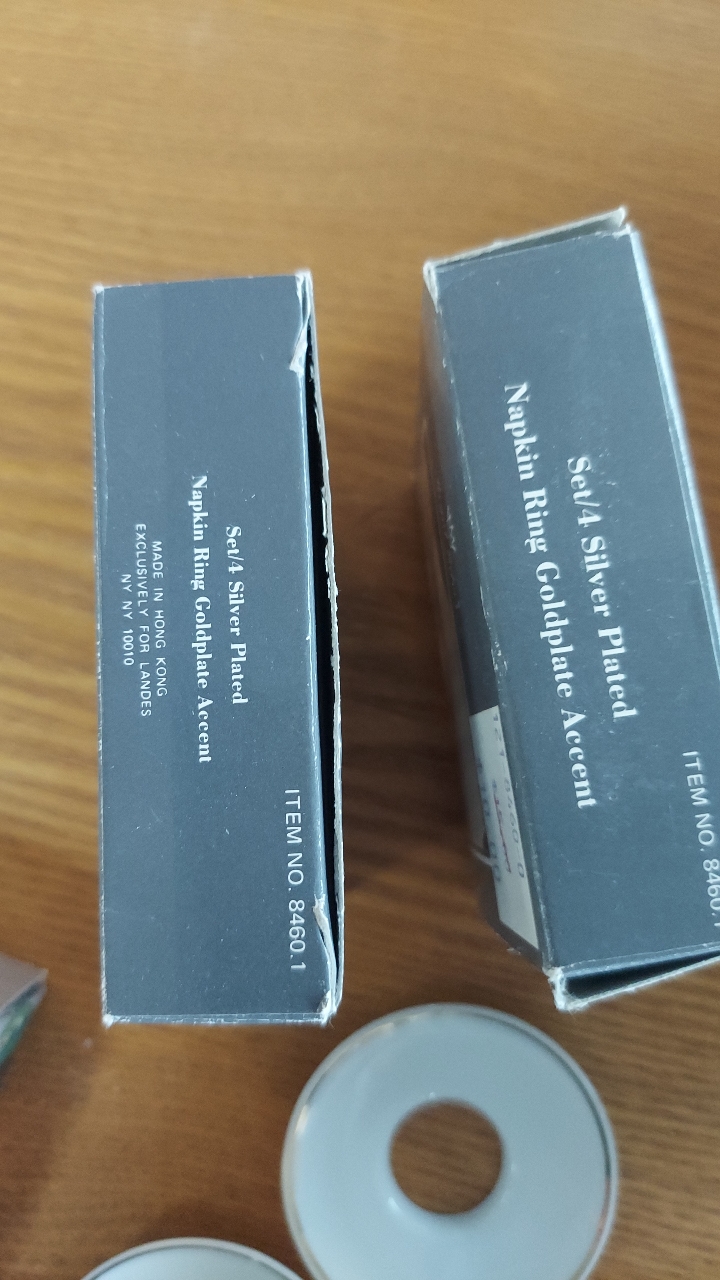 Set/4 Silver Plated
Napkin Ring Goldplate Accent
MADE IN HONG KONG
EXCLUSIVELY FOR LANDES
NY NY 10010
ITEM NO. 8460.1
Set/4 Silver Plated
Napkin Ring Goldplate Accent
ITEM NO. 8460.1